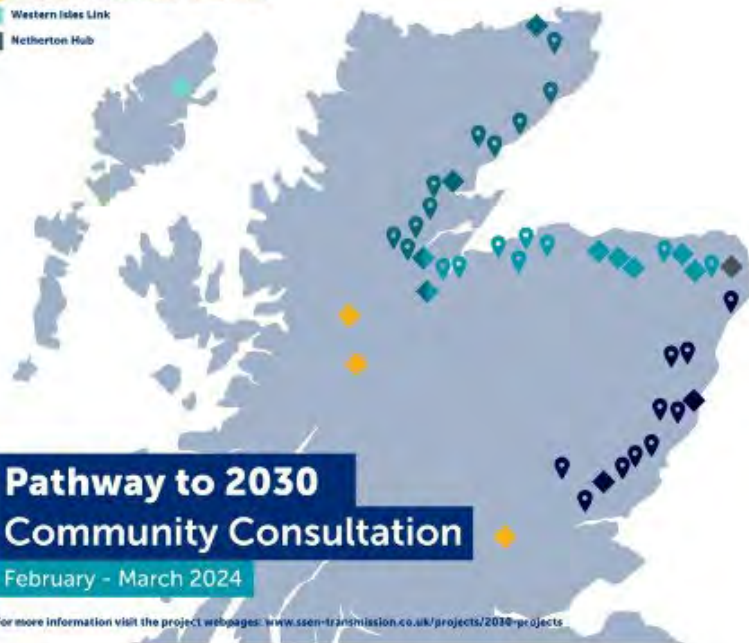 Western Isles Link
Netherton Hub
Pathway to 2030
Community Consultation
February - March 2024
or more information visit the project webpages: www.ssen-transmission.co.uk/projects/2030-projects